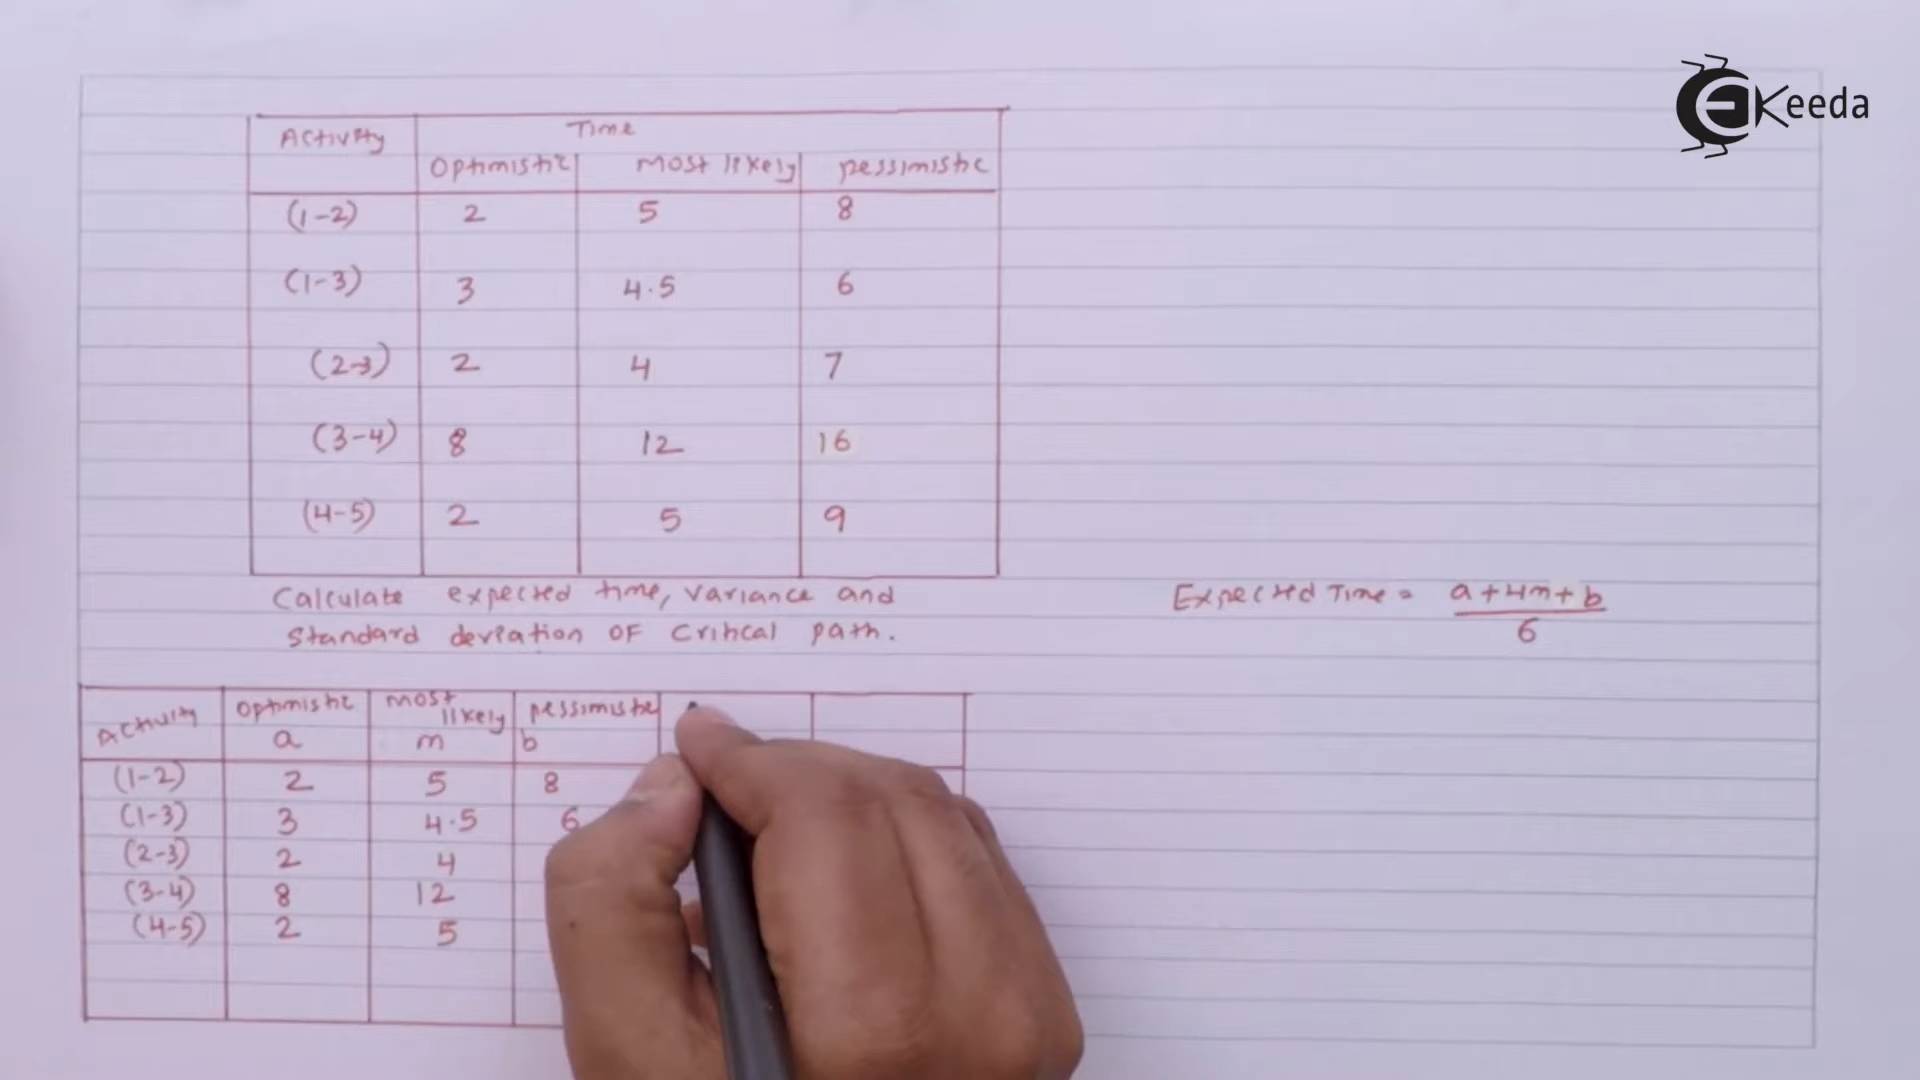 EKeeda
Activity Time
Optimistic most likely pessimistic
(1-2) 2 5 8
(1-3) 3 4.5 6
(2-3) 2 4 7
(3-4) 8 12 16
(4-5) 2 5 9
Calculate expected time, variance and
standard deviation OF Critical path.
Expected Time = a+4m+b
6
Activity Optimistic most likely pessimistic
a m b
(1-2) 2 5 8
(1-3) 3 4.5 6
(2-3) 2 4
(3-4) 8 12
(4-5) 2 5